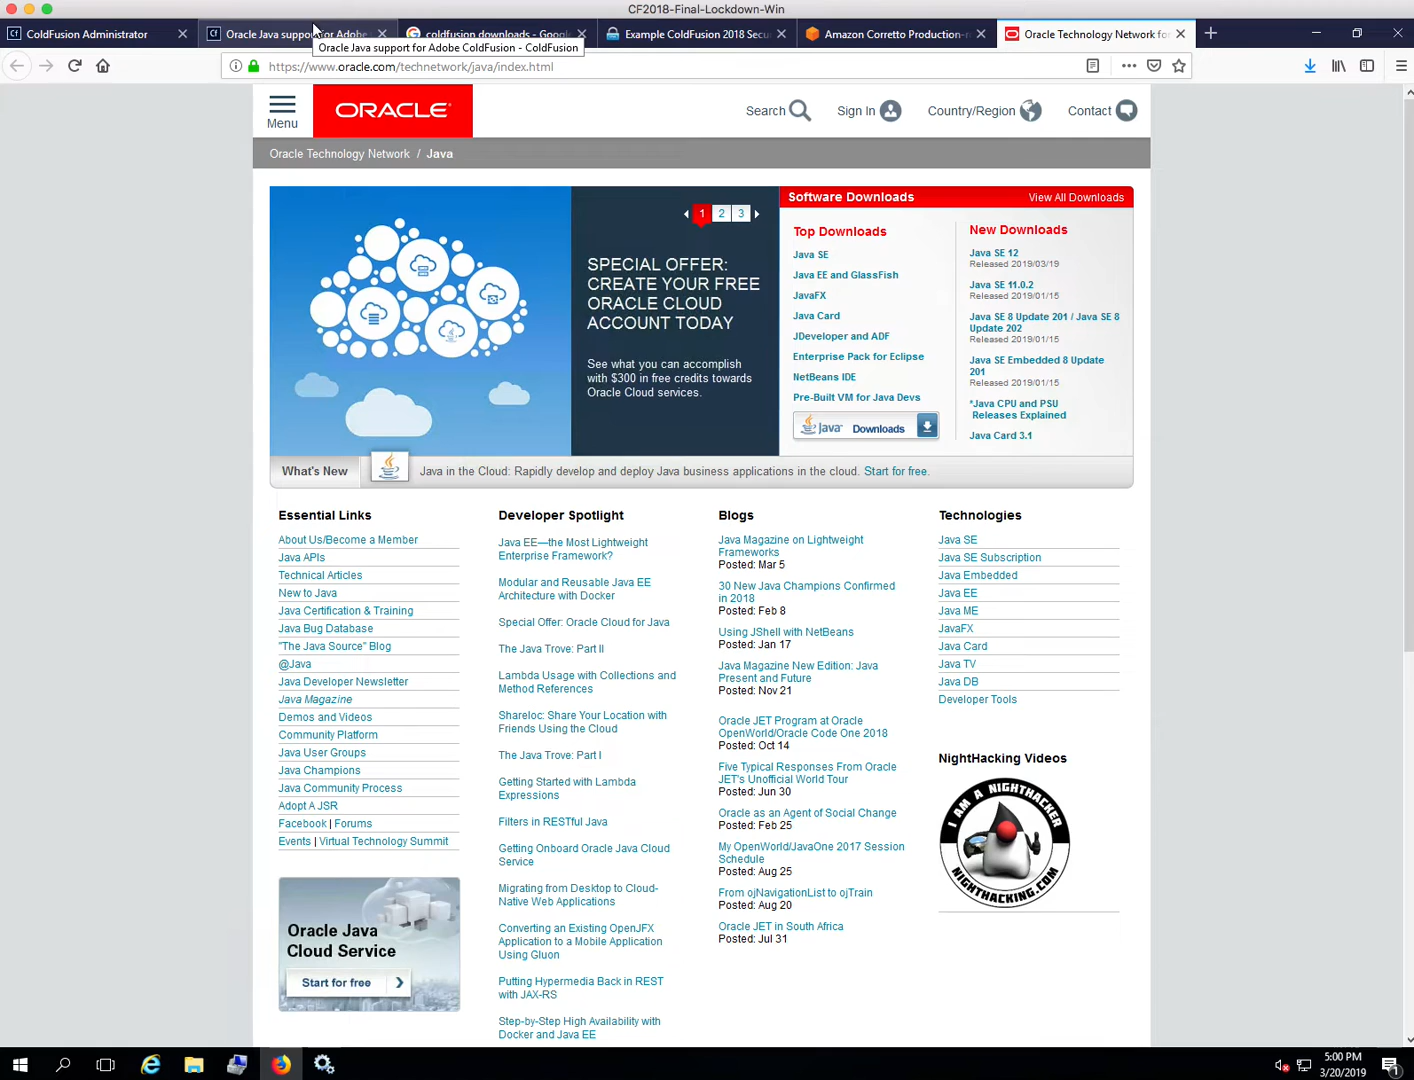 CF2018-Final-Lockdown-Win
ColdFusion Administrator
Oracle Java support for Adobe
coldfusion downloads - Google
Example ColdFusion 2018 Secu
Amazon Corretto Production-r
Oracle Technology Network for
Oracle Java support for Adobe ColdFusion - ColdFusion
https://www.oracle.com/technetwork/java/index.html
Menu
ORACLE
Search
Sign In
Country/Region
Contact
Oracle Technology Network / Java
1 2 3
SPECIAL OFFER:
CREATE YOUR FREE
ORACLE CLOUD
ACCOUNT TODAY
See what you can accomplish
with $300 in free credits towards
Oracle Cloud services.
Software Downloads
View All Downloads
Top Downloads
Java SE
Java EE and GlassFish
JavaFX
Java Card
JDeveloper and ADF
Enterprise Pack for Eclipse
NetBeans IDE
Pre-Built VM for Java Devs
Java Downloads
New Downloads
Java SE 12
Released 2019/03/19
Java SE 11.0.2
Released 2019/01/15
Java SE 8 Update 201 / Java SE 8
Update 202
Released 2019/01/15
Java SE Embedded 8 Update
201
Released 2019/01/15
*Java CPU and PSU
Releases Explained
Java Card 3.1
What's New
Java in the Cloud: Rapidly develop and deploy Java business applications in the cloud. Start for free.
Essential Links
About Us/Become a Member
Java APIs
Technical Articles
New to Java
Java Certification & Training
Java Bug Database
"The Java Source" Blog
@Java
Java Developer Newsletter
Java Magazine
Demos and Videos
Community Platform
Java User Groups
Java Champions
Java Community Process
Adopt A JSR
Facebook | Forums
Events | Virtual Technology Summit
Oracle Java
Cloud Service
Start for free
Developer Spotlight
Java EE—the Most Lightweight
Enterprise Framework?
Modular and Reusable Java EE
Architecture with Docker
Special Offer: Oracle Cloud for Java
The Java Trove: Part II
Lambda Usage with Collections and
Method References
Shareloc: Share Your Location with
Friends Using the Cloud
The Java Trove: Part I
Getting Started with Lambda
Expressions
Filters in RESTful Java
Getting Onboard Oracle Java Cloud
Service
Migrating from Desktop to Cloud-
Native Web Applications
Converting an Existing OpenJFX
Application to a Mobile Application
Using Gluon
Putting Hypermedia Back in REST
with JAX-RS
Step-by-Step High Availability with
Docker and Java EE
Blogs
Java Magazine on Lightweight
Frameworks
Posted: Mar 5
30 New Java Champions Confirmed
in 2018
Posted: Feb 8
Using JShell with NetBeans
Posted: Jan 17
Java Magazine New Edition: Java
Present and Future
Posted: Nov 21
Oracle JET Program at Oracle
OpenWorld/Oracle Code One 2018
Posted: Oct 14
Five Typical Responses From Oracle
JET's Unofficial World Tour
Posted: Jun 30
Oracle as an Agent of Social Change
Posted: Feb 25
My OpenWorld/JavaOne 2017 Session
Schedule
Posted: Aug 25
From ojNavigationList to ojTrain
Posted: Aug 20
Oracle JET in South Africa
Posted: Jul 31
Technologies
Java SE
Java SE Subscription
Java Embedded
Java EE
Java ME
JavaFX
Java Card
Java TV
Java DB
Developer Tools
NightHacking Videos
I AM A NIGHTHACKER
NIGHTHACKING.COM
5:00 PM
3/20/2019
1